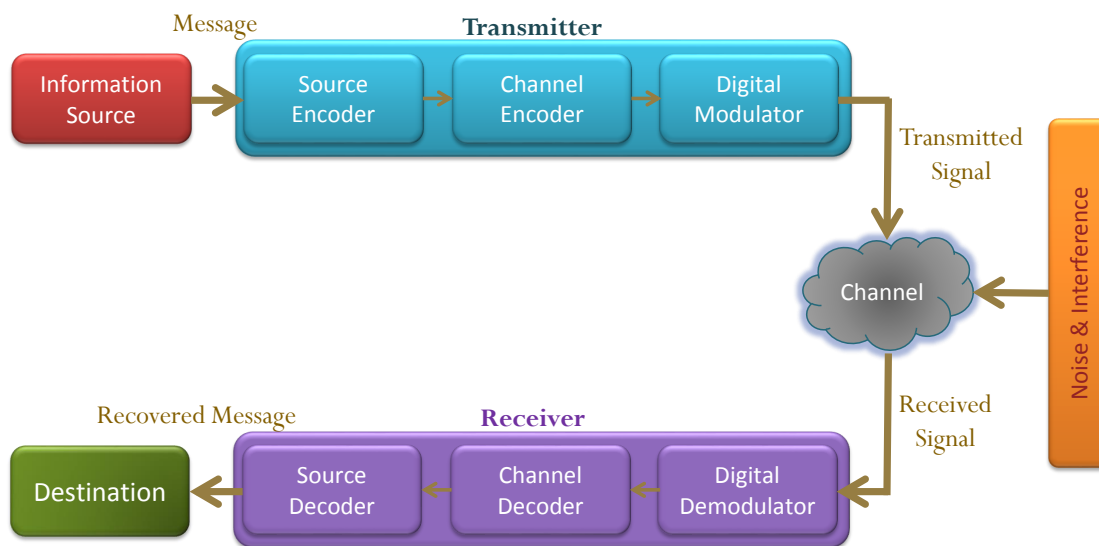 Message
Transmitter
Information
Source
Source
Encoder
Channel
Encoder
Digital
Modulator
Transmitted
Signal
Noise & Interference
Channel
Received
Signal
Recovered Message
Receiver
Destination
Source
Decoder
Channel
Decoder
Digital
Demodulator